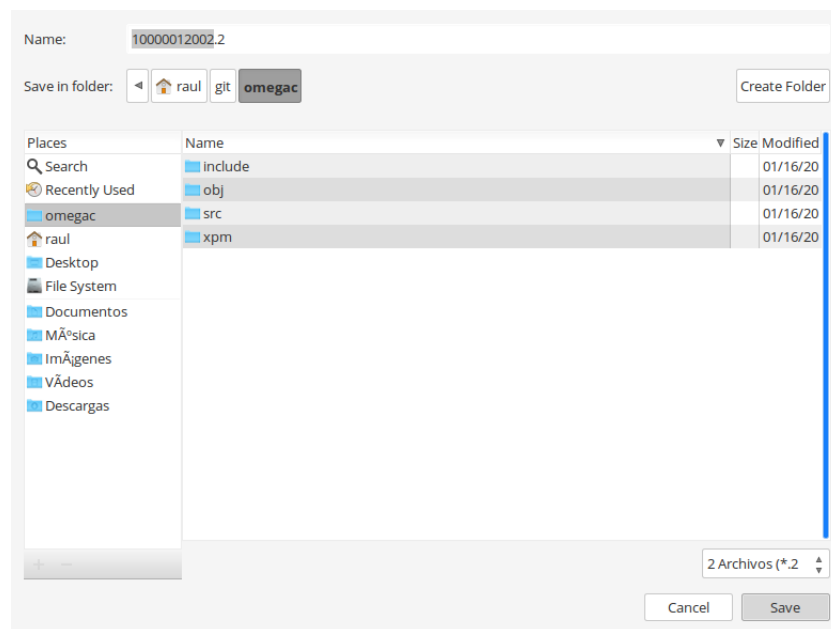 Name: 10000012002.2
Save in folder: raul git omegac Create Folder
Places Name Size Modified
Search include 01/16/20
Recently Used obj 01/16/20
omegac src 01/16/20
raul xpm 01/16/20
Desktop
File System
Documentos
MÃºsica
ImÃ¡genes
VÃdeos
Descargas
2 Archivos (*.2
Cancel Save